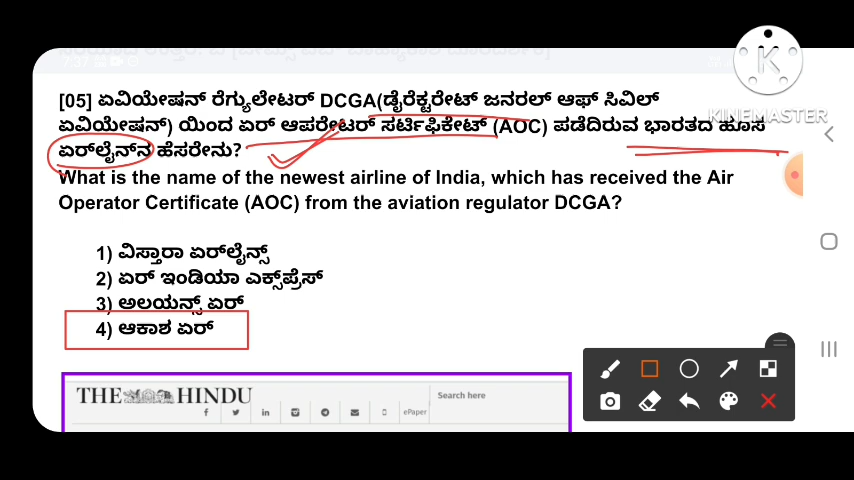 7:37
KINEMASTER
[05] ಏವಿಯೇಷನ್ ರೆಗ್ಯುಲೇಟರ್ DCGA(ಡೈರೆಕ್ಟರೇಟ್ ಜನರಲ್ ಆಫ್ ಸಿವಿಲ್
ಏವಿಯೇಷನ್) ಯಿಂದ ಏರ್ ಆಪರೇಟರ್ ಸರ್ಟಿಫಿಕೇಟ್ (AOC) ಪಡೆದಿರುವ ಭಾರತದ ಹೊಸ
ಏರ್‌ಲೈನ್‌ನ ಹೆಸರೇನು?
What is the name of the newest airline of India, which has received the Air
Operator Certificate (AOC) from the aviation regulator DCGA?
1) ವಿಸ್ತಾರಾ ಏರ್‌ಲೈನ್ಸ್
2) ಏರ್ ಇಂಡಿಯಾ ಎಕ್ಸ್‌ಪ್ರೆಸ್
3) ಅಲಯನ್ಸ್ ಏರ್
4) ಆಕಾಶ ಏರ್
THE HINDU
Search here
ePaper